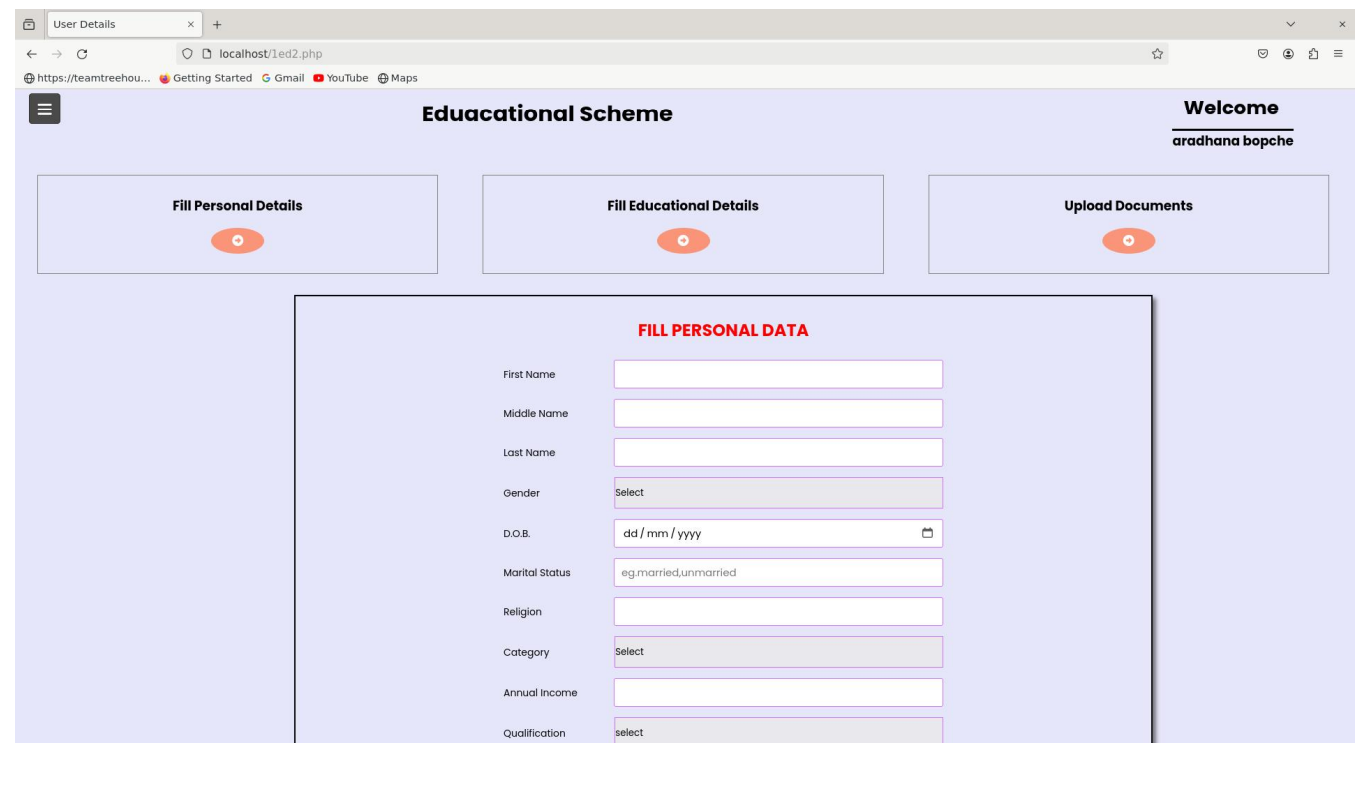 User Details
localhost/1ed2.php
https://teamtreehou... Getting Started Gmail YouTube Maps
Eduacational Scheme
Welcome
aradhana bopche
Fill Personal Details
Fill Educational Details
Upload Documents
FILL PERSONAL DATA
First Name
Middle Name
Last Name
Gender Select
D.O.B. dd / mm / yyyy
Marital Status eg.married,unmarried
Religion
Category Select
Annual Income
Qualification select